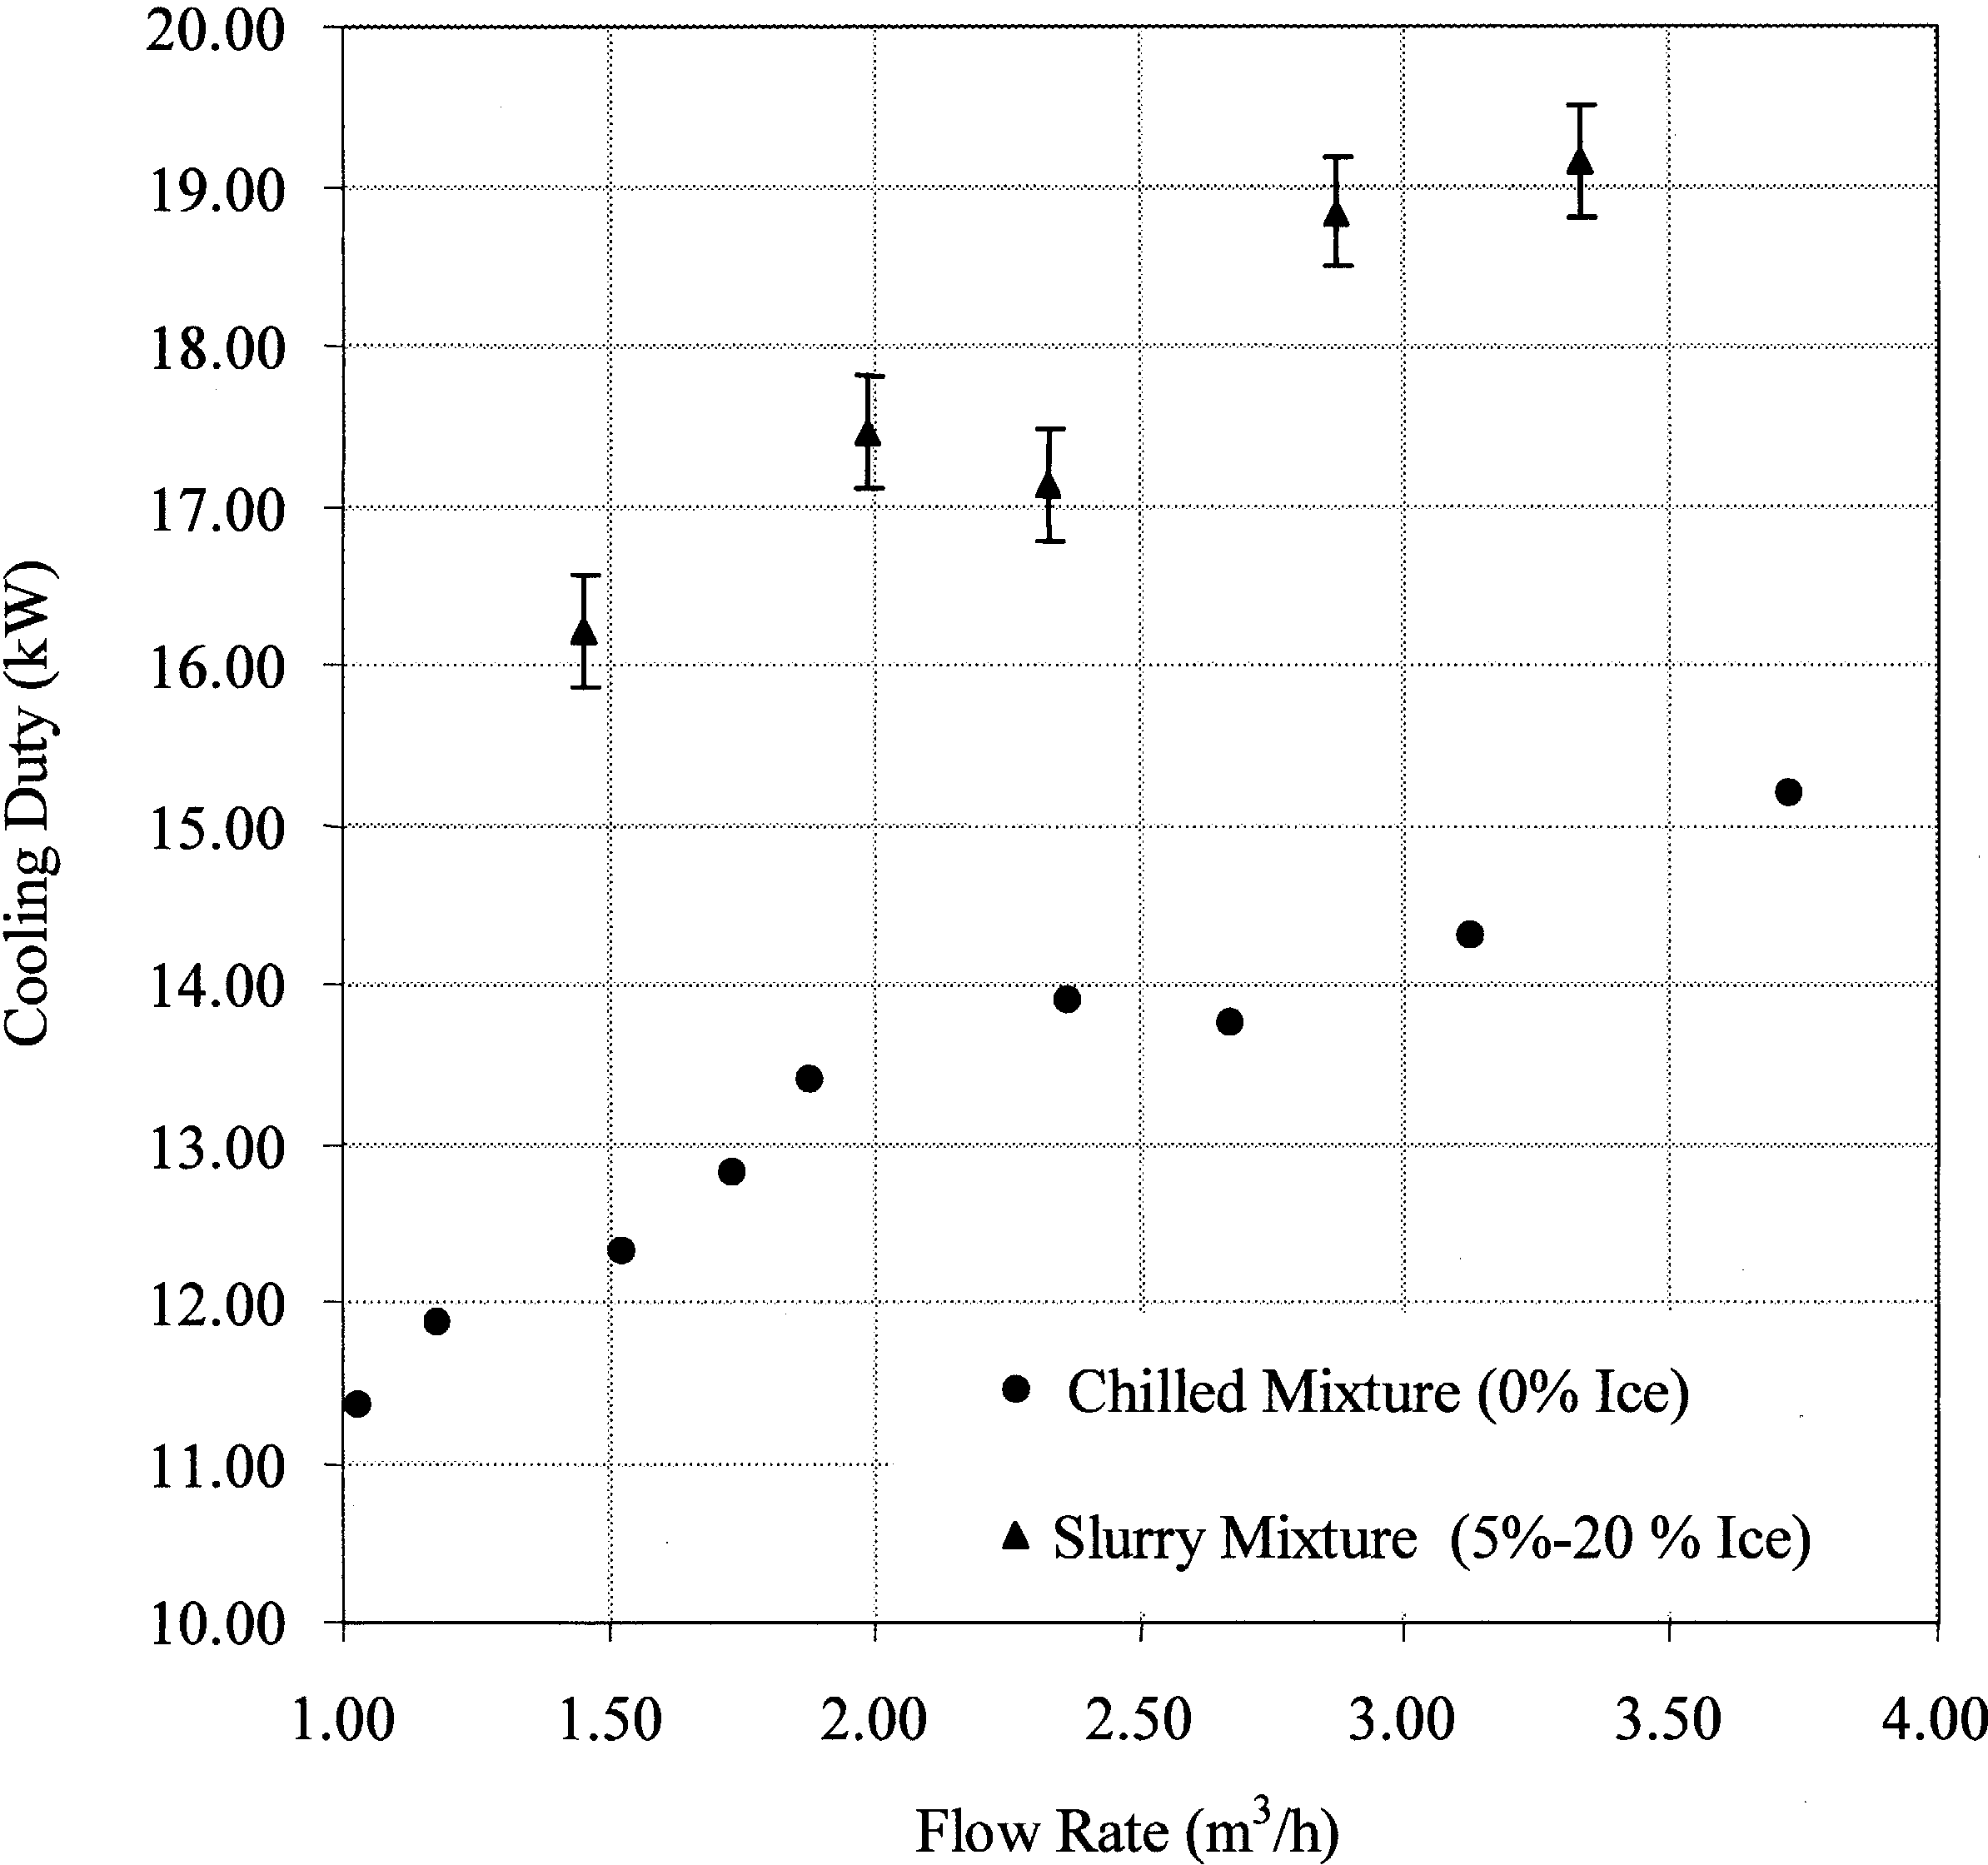 20.00
19.00
18.00
17.00
16.00
15.00
14.00
13.00
12.00
11.00
10.00
Cooling Duty (kW)
Chilled Mixture (0% Ice)
Slurry Mixture (5%-20 % Ice)
1.00 1.50 2.00 2.50 3.00 3.50 4.00
Flow Rate (m³/h)